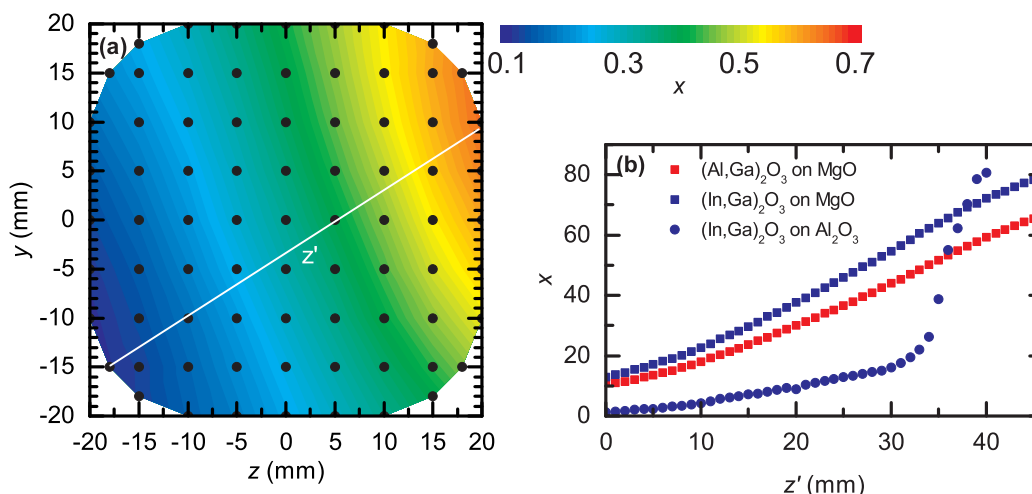 (a)
20
15
10
5
0
-5
-10
-15
-20
y (mm)
-20 -15 -10 -5 0 5 10 15 20
z (mm)
z'
0.1 0.3 0.5 0.7
x
(b)
(Al,Ga)₂O₃ on MgO
(In,Ga)₂O₃ on MgO
(In,Ga)₂O₃ on Al₂O₃
80
60
40
20
0
x
0 10 20 30 40
z' (mm)